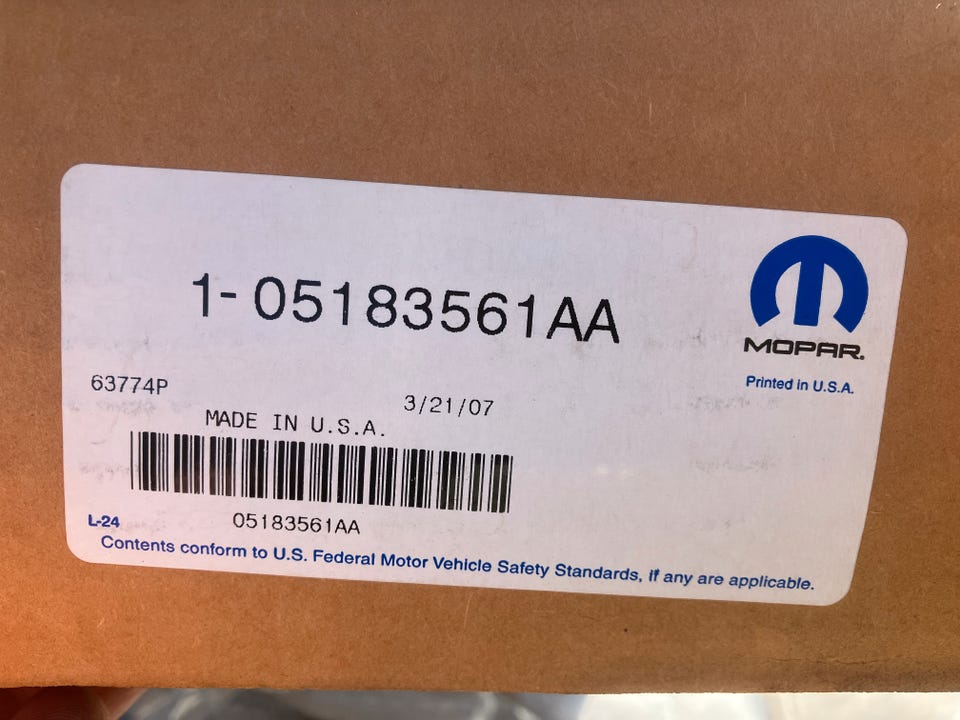 1- 05183561AA
MOPAR.
Printed in U.S.A.
63774P
3/21/07
MADE IN U.S.A.
L-24
05183561AA
Contents conform to U.S. Federal Motor Vehicle Safety Standards, if any are applicable.